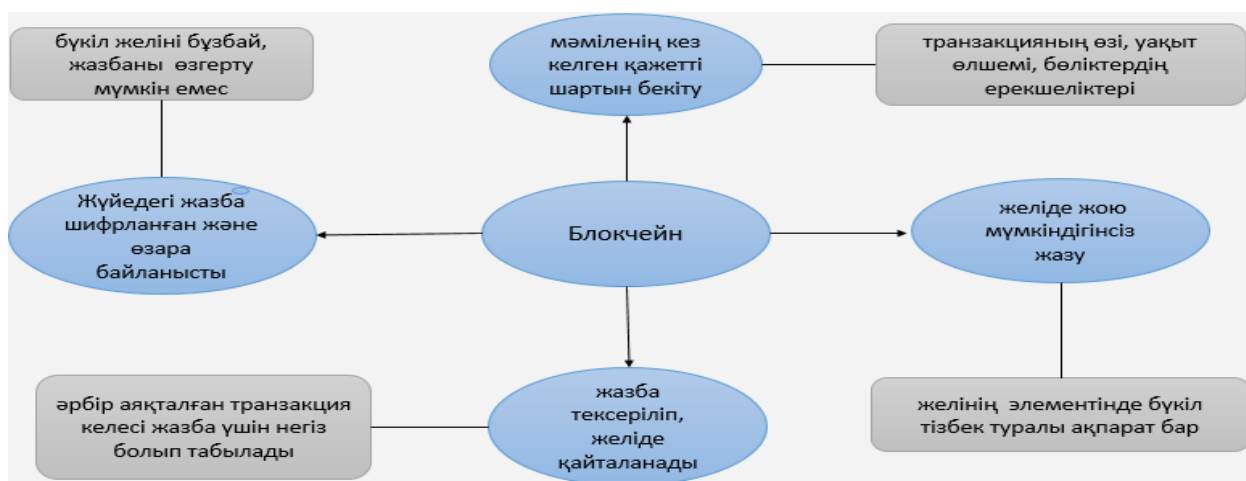 бүкіл желіні бұзбай,
жазбаны өзгерту
мүмкін емес
мәміленің кез
келген қажетті
шартын бекіту
транзакцияның өзі, уақыт
өлшемі, бөліктердің
ерекшеліктері
Жүйедегі жазба
шифрланған және
өзара
байланысты
Блокчейн
желіде жою
мүмкіндігінсіз
жазу
әрбір аяқталған транзакция
келесі жазба үшін негіз
болып табылады
жазба
тексеріліп,
желіде
қайталанады
желінің элементінде бүкіл
тізбек туралы ақпарат бар